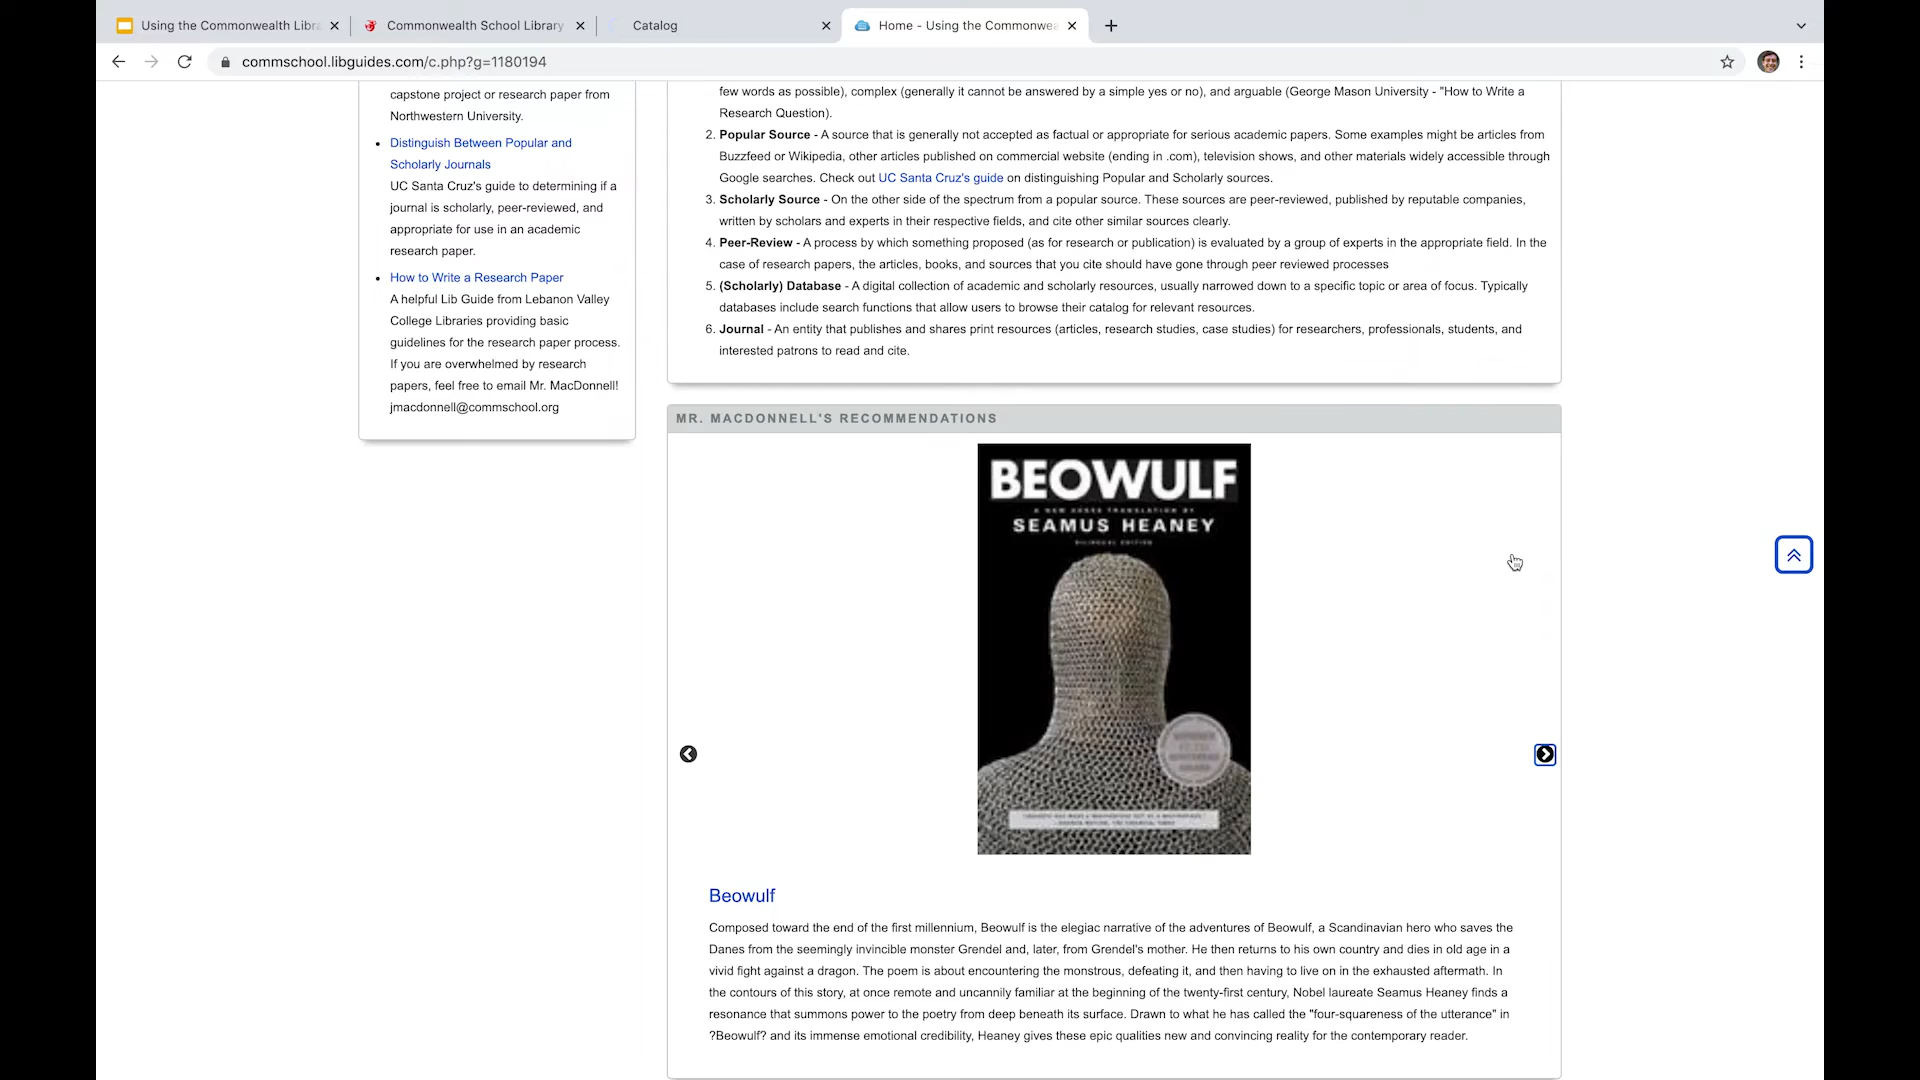 Using the Commonwealth Libra
Commonwealth School Library
Catalog
Home - Using the Commonwea
commschool.libguides.com/c.php?g=1180194
capstone project or research paper from
Northwestern University.
Distinguish Between Popular and
Scholarly Journals
UC Santa Cruz's guide to determining if a
journal is scholarly, peer-reviewed, and
appropriate for use in an academic
research paper.
How to Write a Research Paper
A helpful Lib Guide from Lebanon Valley
College Libraries providing basic
guidelines for the research paper process.
If you are overwhelmed by research
papers, feel free to email Mr. MacDonnell!
jmacdonnell@commschool.org
few words as possible), complex (generally it cannot be answered by a simple yes or no), and arguable (George Mason University - "How to Write a
Research Question).
2. Popular Source - A source that is generally not accepted as factual or appropriate for serious academic papers. Some examples might be articles from
Buzzfeed or Wikipedia, other articles published on commercial website (ending in .com), television shows, and other materials widely accessible through
Google searches. Check out UC Santa Cruz's guide on distinguishing Popular and Scholarly sources.
3. Scholarly Source - On the other side of the spectrum from a popular source. These sources are peer-reviewed, published by reputable companies,
written by scholars and experts in their respective fields, and cite other similar sources clearly.
4. Peer-Review - A process by which something proposed (as for research or publication) is evaluated by a group of experts in the appropriate field. In the
case of research papers, the articles, books, and sources that you cite should have gone through peer reviewed processes
5. (Scholarly) Database - A digital collection of academic and scholarly resources, usually narrowed down to a specific topic or area of focus. Typically
databases include search functions that allow users to browse their catalog for relevant resources.
6. Journal - An entity that publishes and shares print resources (articles, research studies, case studies) for researchers, professionals, students, and
interested patrons to read and cite.
MR. MACDONNELL'S RECOMMENDATIONS
BEOWULF
A NEW VERSE TRANSLATION BY
SEAMUS HEANEY
BILINGUAL EDITION
Beowulf
Composed toward the end of the first millennium, Beowulf is the elegiac narrative of the adventures of Beowulf, a Scandinavian hero who saves the
Danes from the seemingly invincible monster Grendel and, later, from Grendel's mother. He then returns to his own country and dies in old age in a
vivid fight against a dragon. The poem is about encountering the monstrous, defeating it, and then having to live on in the exhausted aftermath. In
the contours of this story, at once remote and uncannily familiar at the beginning of the twenty-first century, Nobel laureate Seamus Heaney finds a
resonance that summons power to the poetry from deep beneath its surface. Drawn to what he has called the "four-squareness of the utterance" in
?Beowulf? and its immense emotional credibility, Heaney gives these epic qualities new and convincing reality for the contemporary reader.